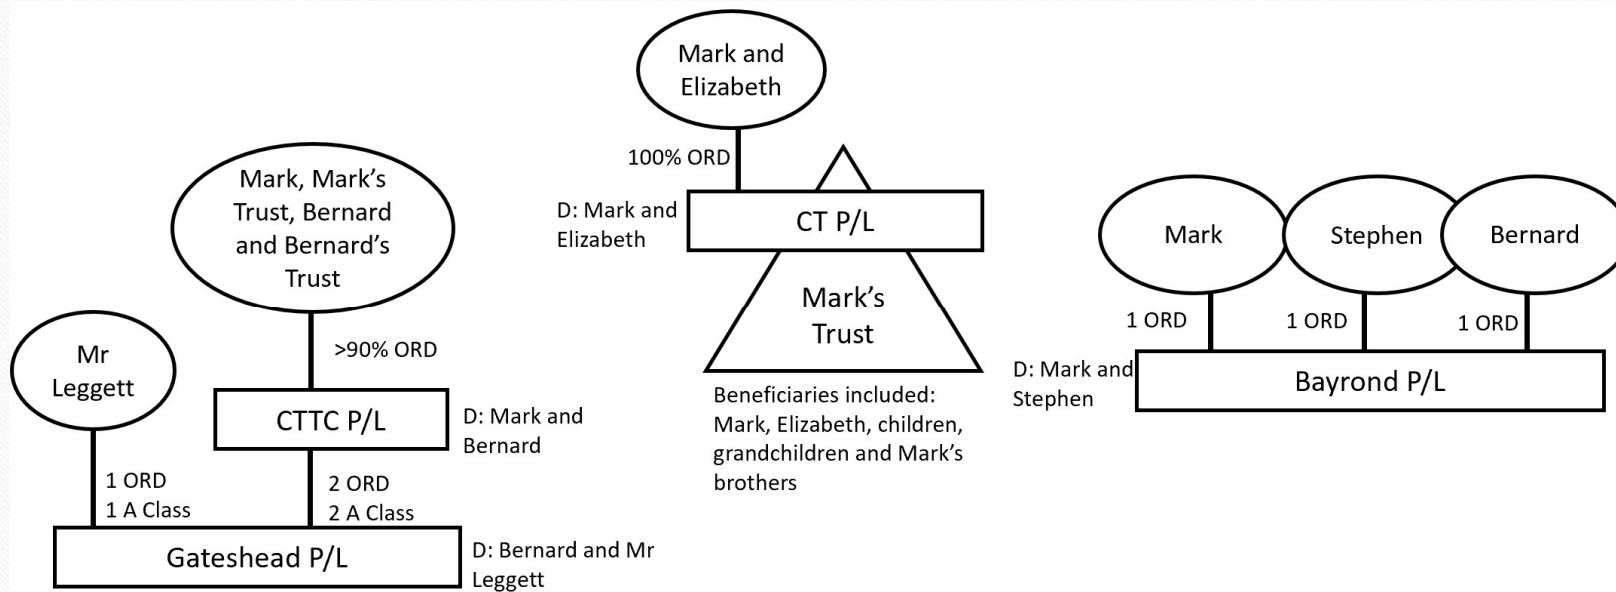 Mr
Leggett
1 ORD
1 A Class
Mark, Mark's
Trust, Bernard
and Bernard's
Trust
>90% ORD
CTTC P/L
D: Mark and
Bernard
2 ORD
2 A Class
Gateshead P/L
D: Bernard and Mr
Leggett
Mark and
Elizabeth
100% ORD
D: Mark and
Elizabeth
CT P/L
Mark's
Trust
Beneficiaries included:
Mark, Elizabeth, children,
grandchildren and Mark's
brothers
Mark
Stephen
Bernard
1 ORD
1 ORD
1 ORD
D: Mark and
Stephen
Bayrond P/L